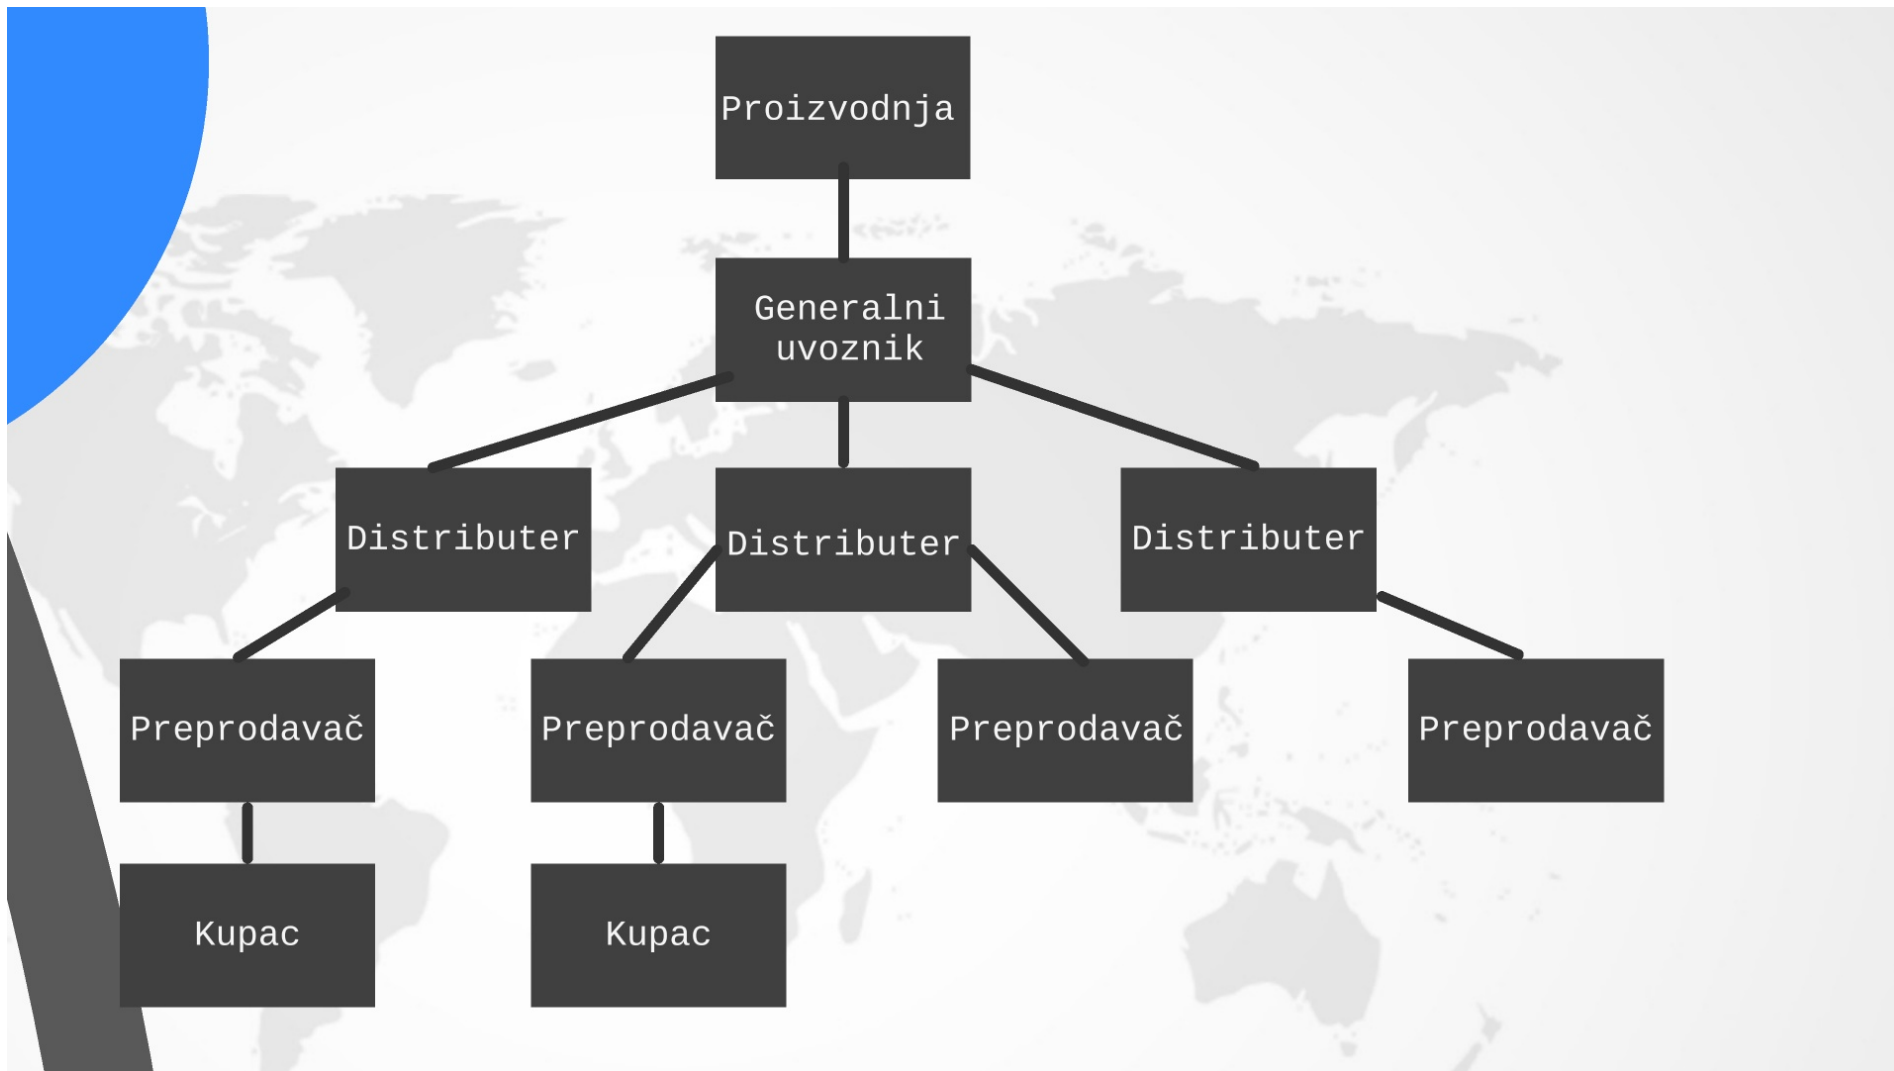 Proizvodnja
Generalni
uvoznik
Distributer
Distributer
Distributer
Preprodavač
Preprodavač
Preprodavač
Preprodavač
Kupac
Kupac